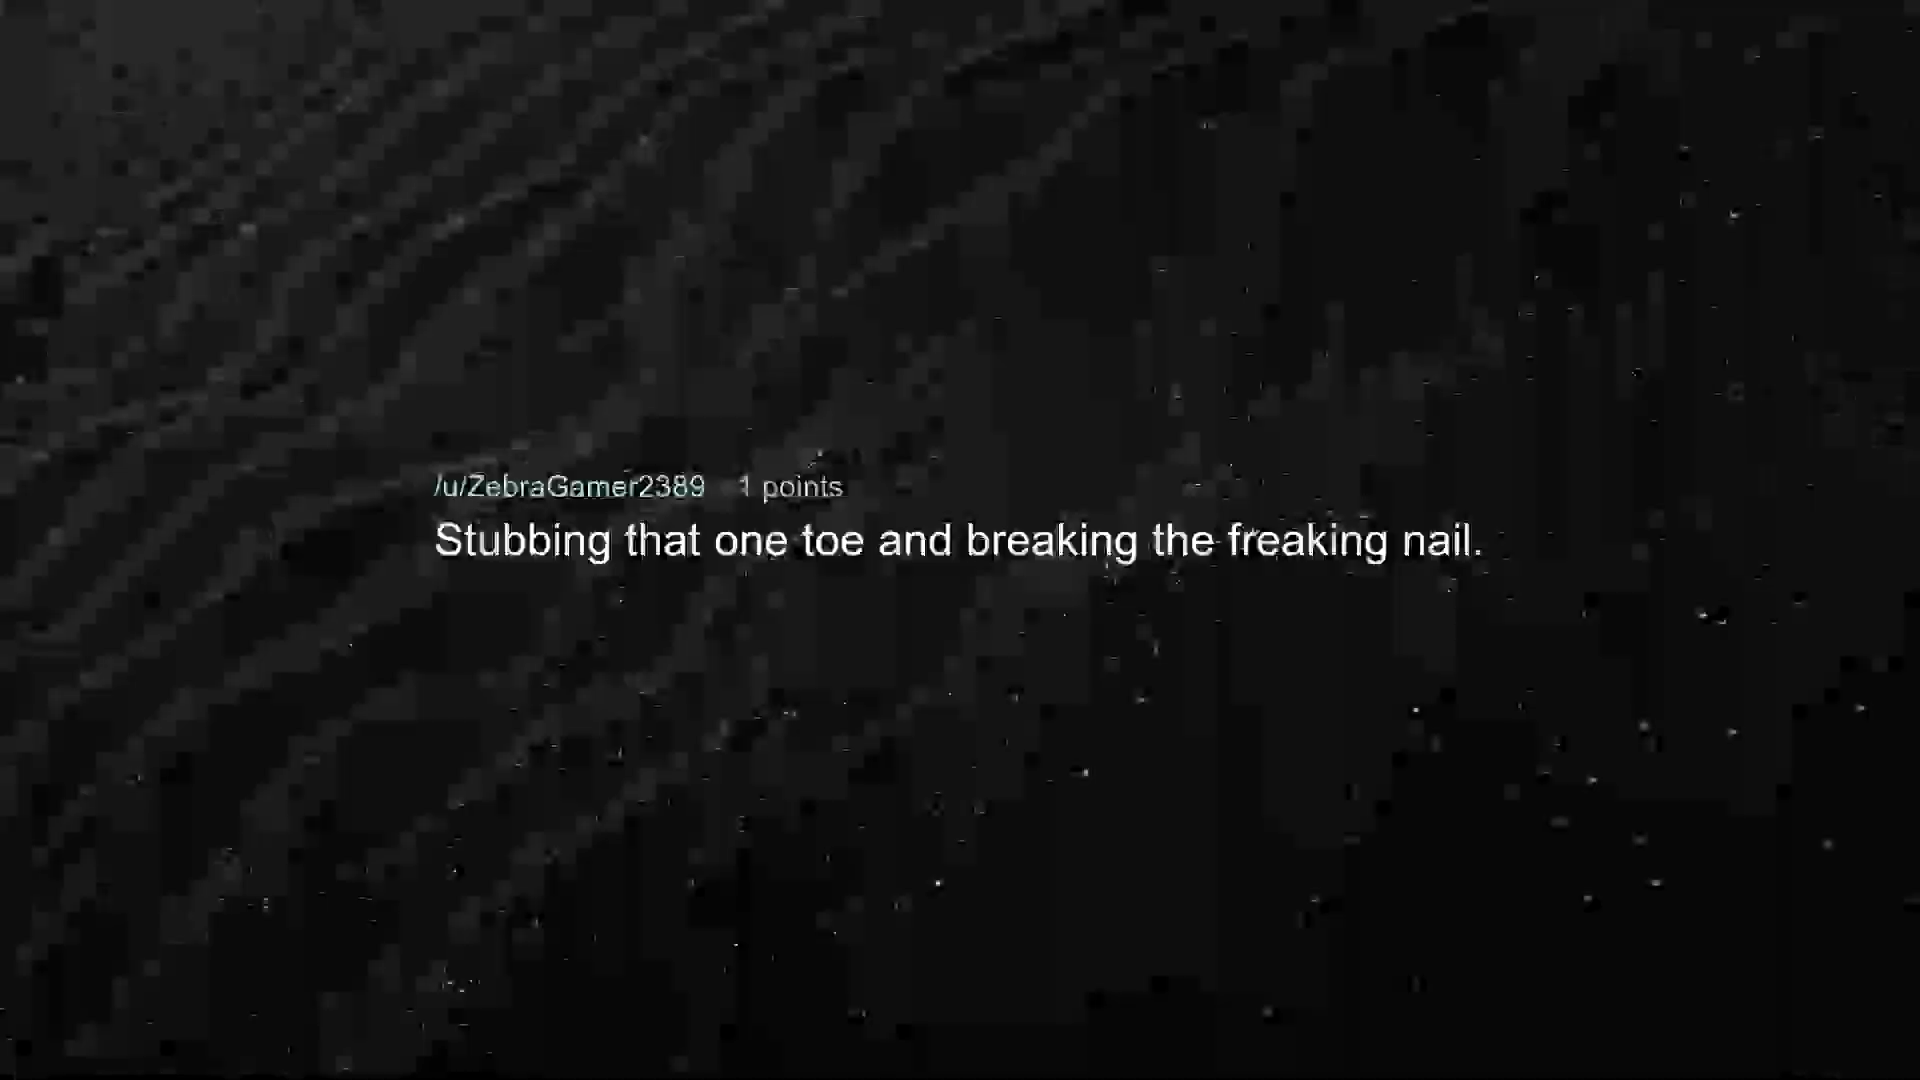 /u/ZebraGamer2389 1 points
Stubbing that one toe and breaking the freaking nail.